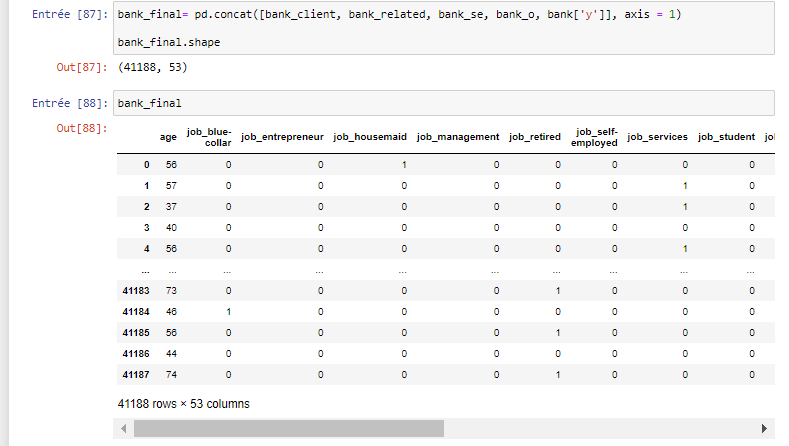 Entrée [87]: bank_final= pd.concat([bank_client, bank_related, bank_se, bank_o, bank['y']], axis = 1)
bank_final.shape
Out[87]: (41188, 53)
Entrée [88]: bank_final
Out[88]:
age job_blue-collar job_entrepreneur job_housemaid job_management job_retired job_self-employed job_services job_student
0 56 0 0 1 0 0 0 0 0
1 57 0 0 0 0 0 0 1 0
2 37 0 0 0 0 0 0 1 0
3 40 0 0 0 0 0 0 0 0
4 56 0 0 0 0 0 0 1 0
... ... ... ... ... ... ... ... ... ...
41183 73 0 0 0 0 1 0 0 0
41184 46 1 0 0 0 0 0 0 0
41185 56 0 0 0 0 1 0 0 0
41186 44 0 0 0 0 0 0 0 0
41187 74 0 0 0 0 1 0 0 0
41188 rows × 53 columns